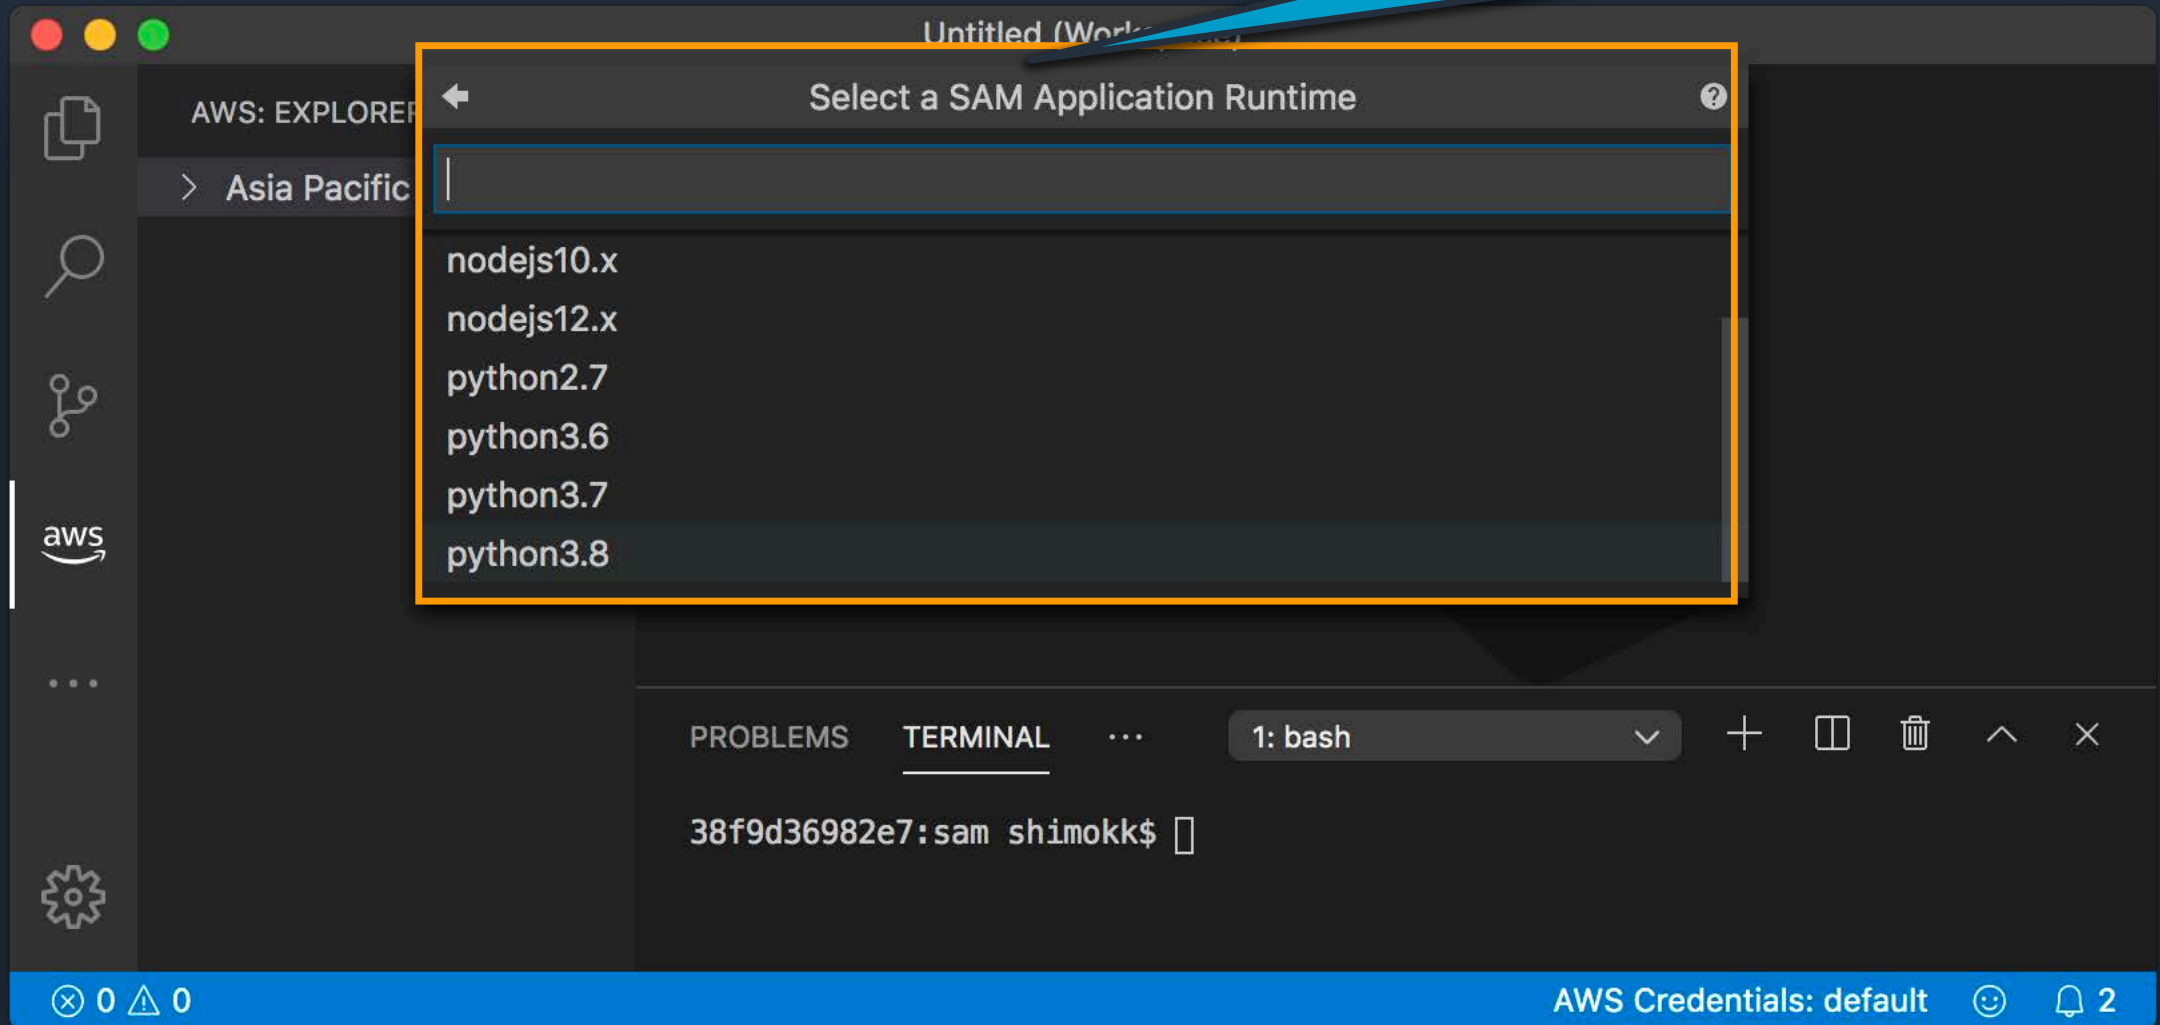 Untitled
Select a SAM Application Runtime
AWS: EXPLORER
Asia Pacific
nodejs10.x
nodejs12.x
python2.7
python3.6
python3.7
python3.8
aws
PROBLEMS TERMINAL ... 1: bash
38f9d36982e7:sam shimokk$
0 0 AWS Credentials: default 2